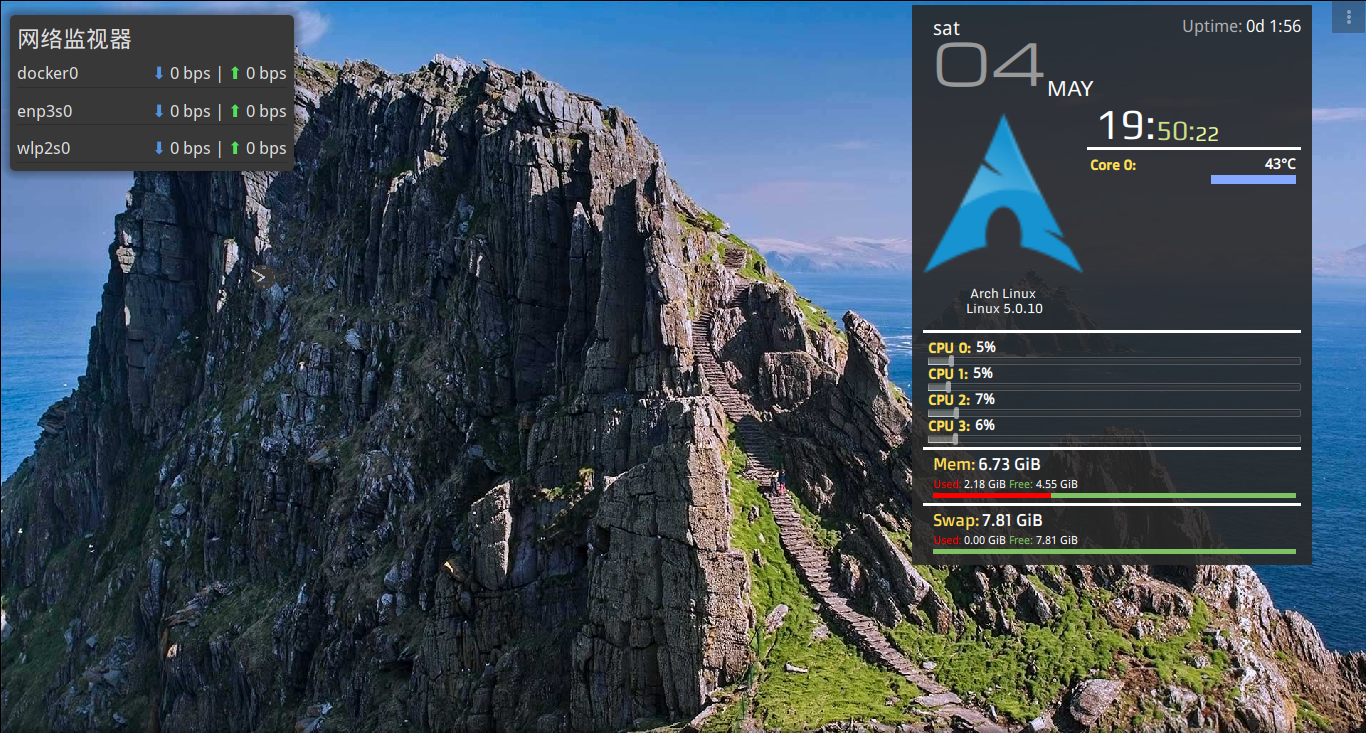 网络监视器
docker0 ⬇ 0 bps | ⬆ 0 bps
enp3s0 ⬇ 0 bps | ⬆ 0 bps
wlp2s0 ⬇ 0 bps | ⬆ 0 bps
>
sat Uptime: 0d 1:56
04 MAY
19:50:22
Core 0: 43°C
Arch Linux
Linux 5.0.10
CPU 0: 5%
CPU 1: 5%
CPU 2: 7%
CPU 3: 6%
Mem: 6.73 GiB
Used: 2.18 GiB Free: 4.55 GiB
Swap: 7.81 GiB
Used: 0.00 GiB Free: 7.81 GiB